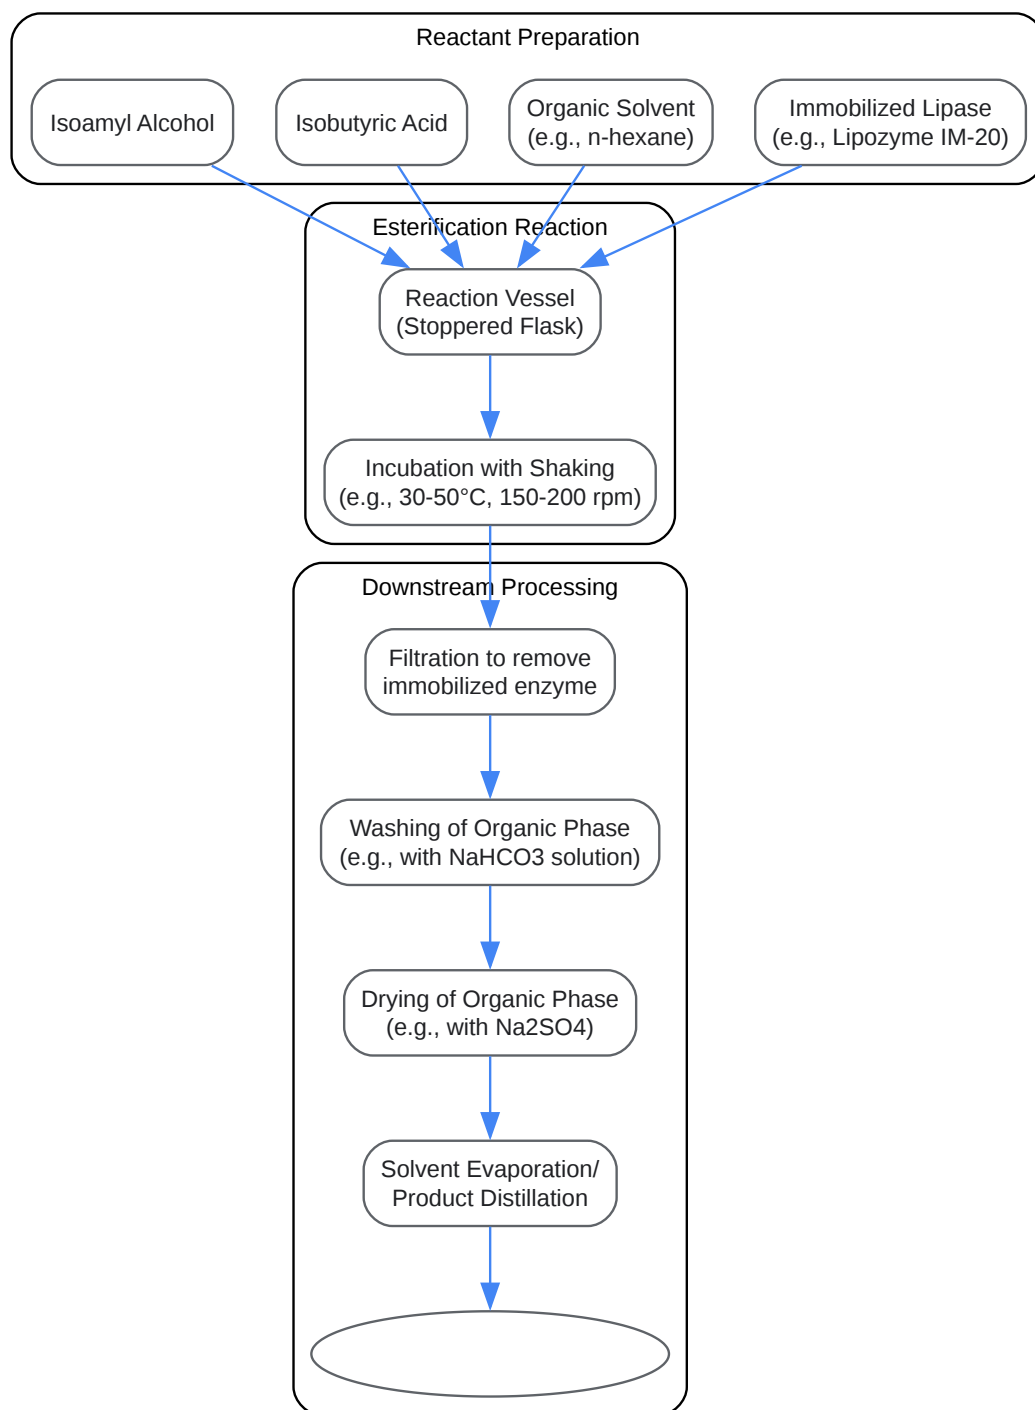 Reactant Preparation
Isoamyl Alcohol
Isobutyric Acid
Organic Solvent
(e.g., n-hexane)
Immobilized Lipase
(e.g., Lipozyme IM-20)
Esterification Reaction
Reaction Vessel
(Stoppered Flask)
Incubation with Shaking
(e.g., 30-50°C, 150-200 rpm)
Downstream Processing
Filtration to remove
immobilized enzyme
Washing of Organic Phase
(e.g., with NaHCO3 solution)
Drying of Organic Phase
(e.g., with Na2SO4)
Solvent Evaporation/
Product Distillation